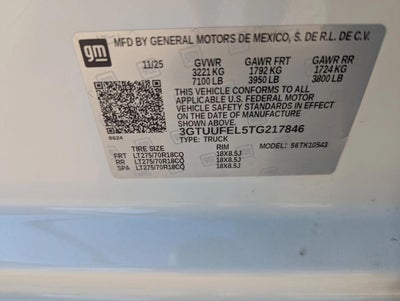 gm MFD BY GENERAL MOTORS DE MEXICO, S. DE R.L. DE C.V.
11/25 GVWR GAWR FRT GAWR RR
3221 KG 1792 KG 1724 KG
7100 LB 3950 LB 3800 LB
THIS VEHICLE CONFORMS TO ALL
APPLICABLE U.S. FEDERAL MOTOR
VEHICLE SAFETY STANDARDS IN
EFFECT ON THE DATE OF
MANUFACTURE SHOWN ABOVE.
3GTUUFEL5TG217846
TYPE: TRUCK
6624 TIRE SIZE RIM MODEL: 56TK10543
FRT LT275/70R18CQ 18X8.5J
RR LT275/70R18CQ 18X8.5J
SPA LT275/70R18CQ 18X8.5J